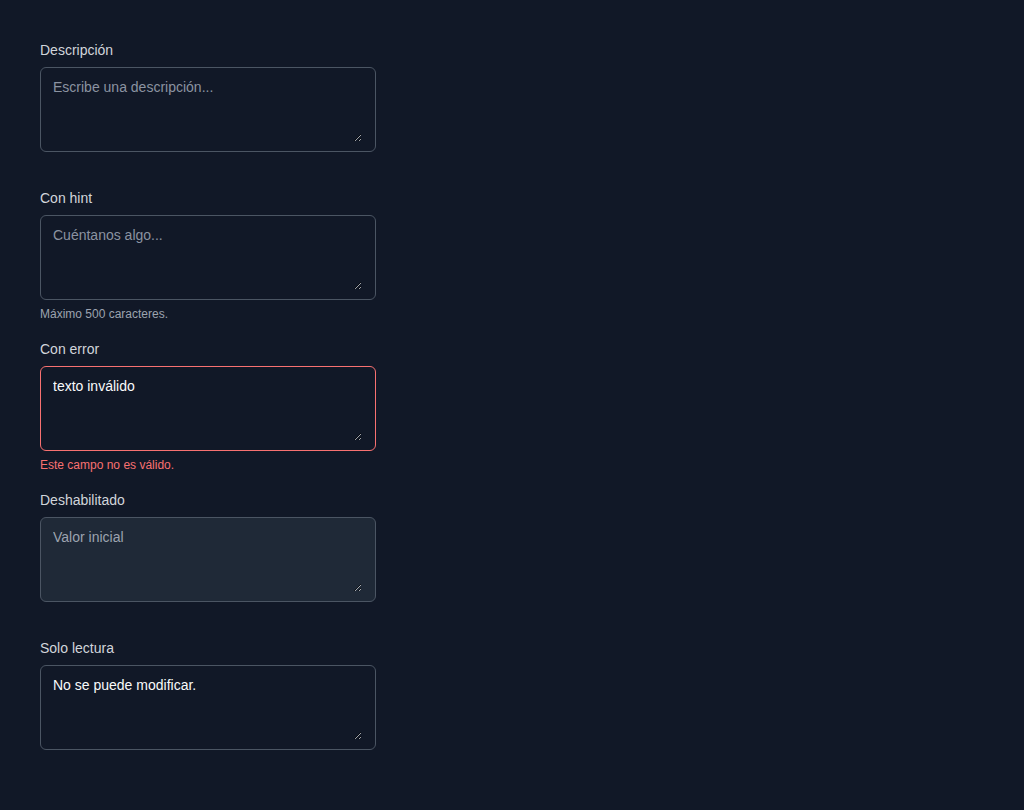 Descripción
Escribe una descripción...
Con hint
Cuéntanos algo...
Máximo 500 caracteres.
Con error
texto inválido
Este campo no es válido.
Deshabilitado
Valor inicial
Solo lectura
No se puede modificar.